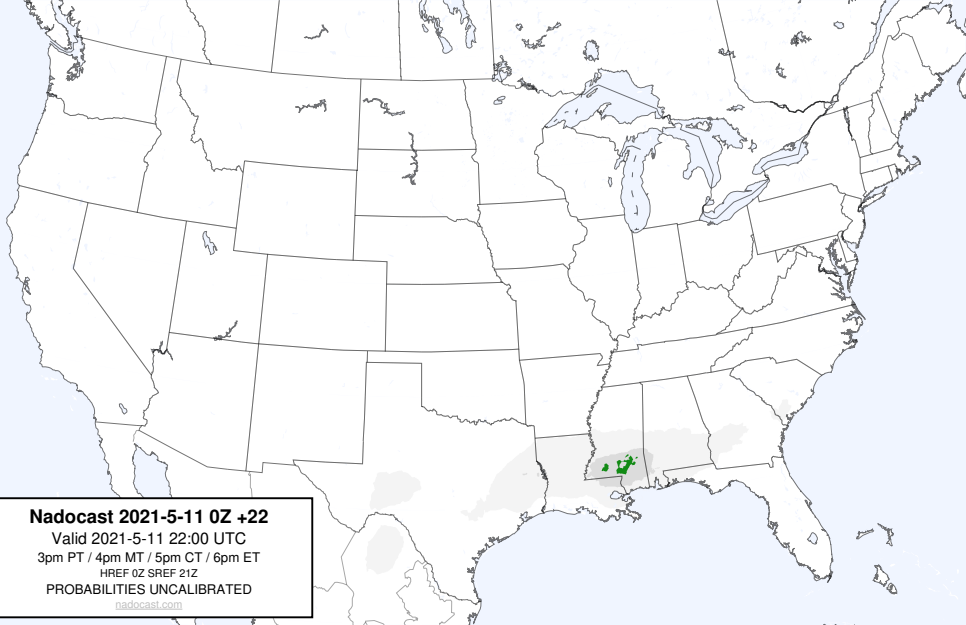 Nadocast 2021-5-11 0Z +22
Valid 2021-5-11 22:00 UTC
3pm PT / 4pm MT / 5pm CT / 6pm ET
HREF 0Z SREF 21Z
PROBABILITIES UNCALIBRATED
nadocast.com